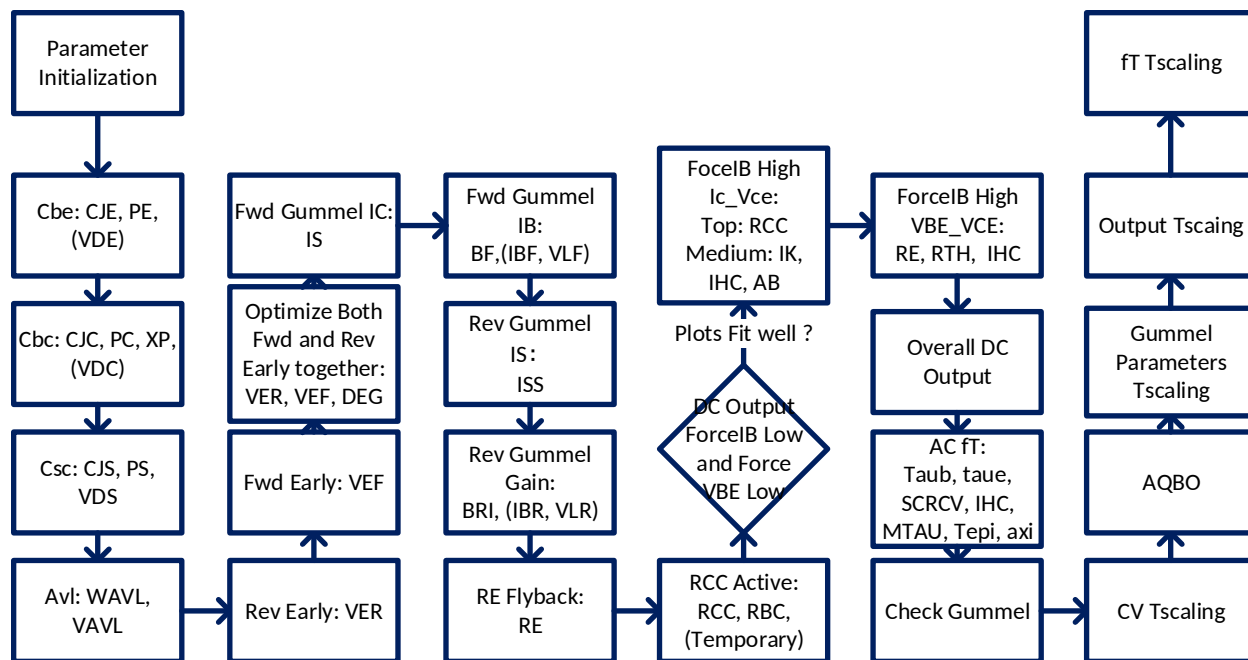 Parameter
Initialization
Cbe: CJE, PE,
(VDE)
Cbc: CJC, PC, XP,
(VDC)
Csc: CJS, PS,
VDS
Avl: WAVL,
VAVL
Rev Early: VER
Fwd Early: VEF
Optimize Both
Fwd and Rev
Early together:
VER, VEF, DEG
Fwd Gummel IC:
IS
Fwd Gummel
IB:
BF,(IBF, VLF)
Rev Gummel
IS:
ISS
Rev Gummel
Gain:
BRI, (IBR, VLR)
RE Flyback:
RE
RCC Active:
RCC, RBC,
(Temporary)
DC Output
ForceIB Low
and Force
VBE Low
Plots Fit well ?
FoceIB High
Ic_Vce:
Top: RCC
Medium: IK,
IHC, AB
ForceIB High
VBE_VCE:
RE, RTH, IHC
Overall DC
Output
AC fT:
Taub, taue,
SCRCV, IHC,
MTAU, Tepi, axi
Check Gummel
CV Tscaling
AQBO
Gummel
Parameters
Tscaling
Output Tscaing
fT Tscaling